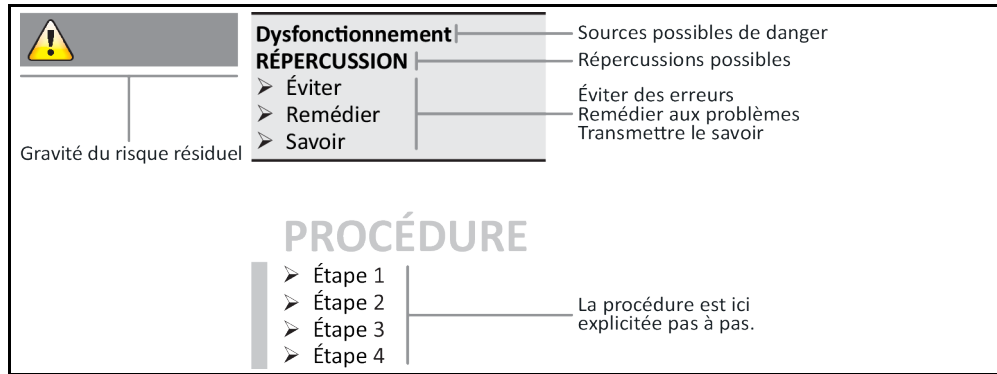 Dysfonctionnement
RÉPERCUSSION
➢ Éviter
➢ Remédier
➢ Savoir
Sources possibles de danger
Répercussions possibles
Éviter des erreurs
Remédier aux problèmes
Transmettre le savoir
Gravité du risque résiduel
PROCÉDURE
➢ Étape 1
➢ Étape 2
➢ Étape 3
➢ Étape 4
La procédure est ici
explicitée pas à pas.